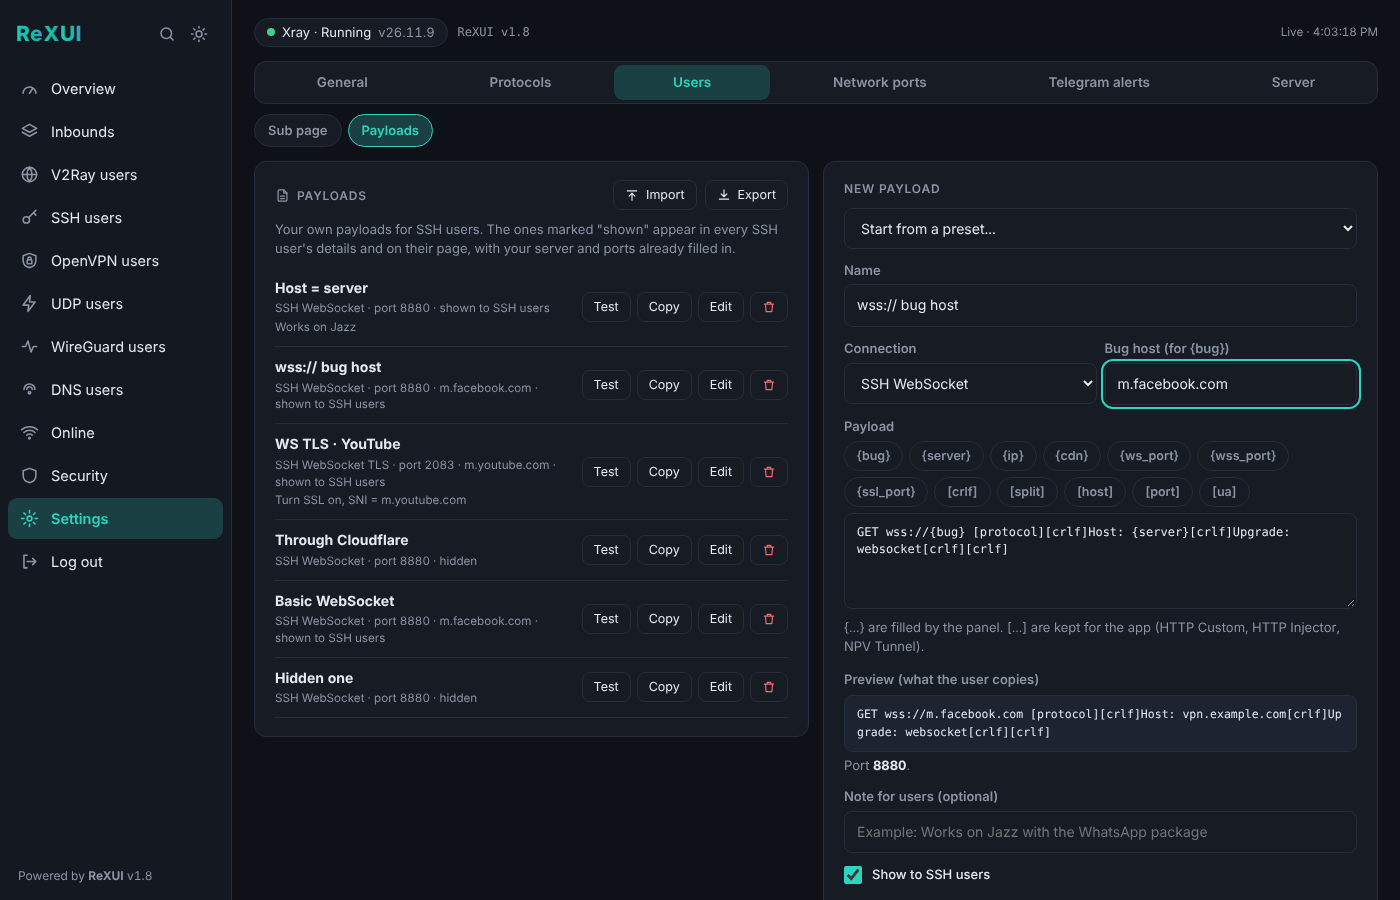 ReXUI
Overview
Inbounds
V2Ray users
SSH users
OpenVPN users
UDP users
WireGuard users
DNS users
Online
Security
Settings
Log out
Powered by ReXUI v1.8
Xray · Running v26.11.9
ReXUI v1.8
Live · 4:03:18 PM
General
Protocols
Users
Network ports
Telegram alerts
Server
Sub page
Payloads
PAYLOADS
Import
Export
Your own payloads for SSH users. The ones marked "shown" appear in every SSH
user's details and on their page, with your server and ports already filled in.
Host = server
SSH WebSocket · port 8880 · shown to SSH users
Works on Jazz
Test Copy Edit
wss:// bug host
SSH WebSocket · port 8880 · m.facebook.com ·
shown to SSH users
Test Copy Edit
WS TLS · YouTube
SSH WebSocket TLS · port 2083 · m.youtube.com ·
shown to SSH users
Turn SSL on, SNI = m.youtube.com
Test Copy Edit
Through Cloudflare
SSH WebSocket · port 8880 · hidden
Test Copy Edit
Basic WebSocket
SSH WebSocket · port 8880 · m.facebook.com ·
shown to SSH users
Test Copy Edit
Hidden one
SSH WebSocket · port 8880 · hidden
Test Copy Edit
NEW PAYLOAD
Start from a preset...
Name
wss:// bug host
Connection
SSH WebSocket
Bug host (for {bug})
m.facebook.com
Payload
{bug} {server} {ip} {cdn} {ws_port} {wss_port}
{ssl_port} [crlf] [split] [host] [port] [ua]
GET wss://{bug} [protocol][crlf]Host: {server}[crlf]Upgrade:
websocket[crlf][crlf]
{...} are filled by the panel. [...] are kept for the app (HTTP Custom, HTTP Injector,
NPV Tunnel).
Preview (what the user copies)
GET wss://m.facebook.com [protocol][crlf]Host: vpn.example.com[crlf]Up
grade: websocket[crlf][crlf]
Port 8880.
Note for users (optional)
Example: Works on Jazz with the WhatsApp package
Show to SSH users